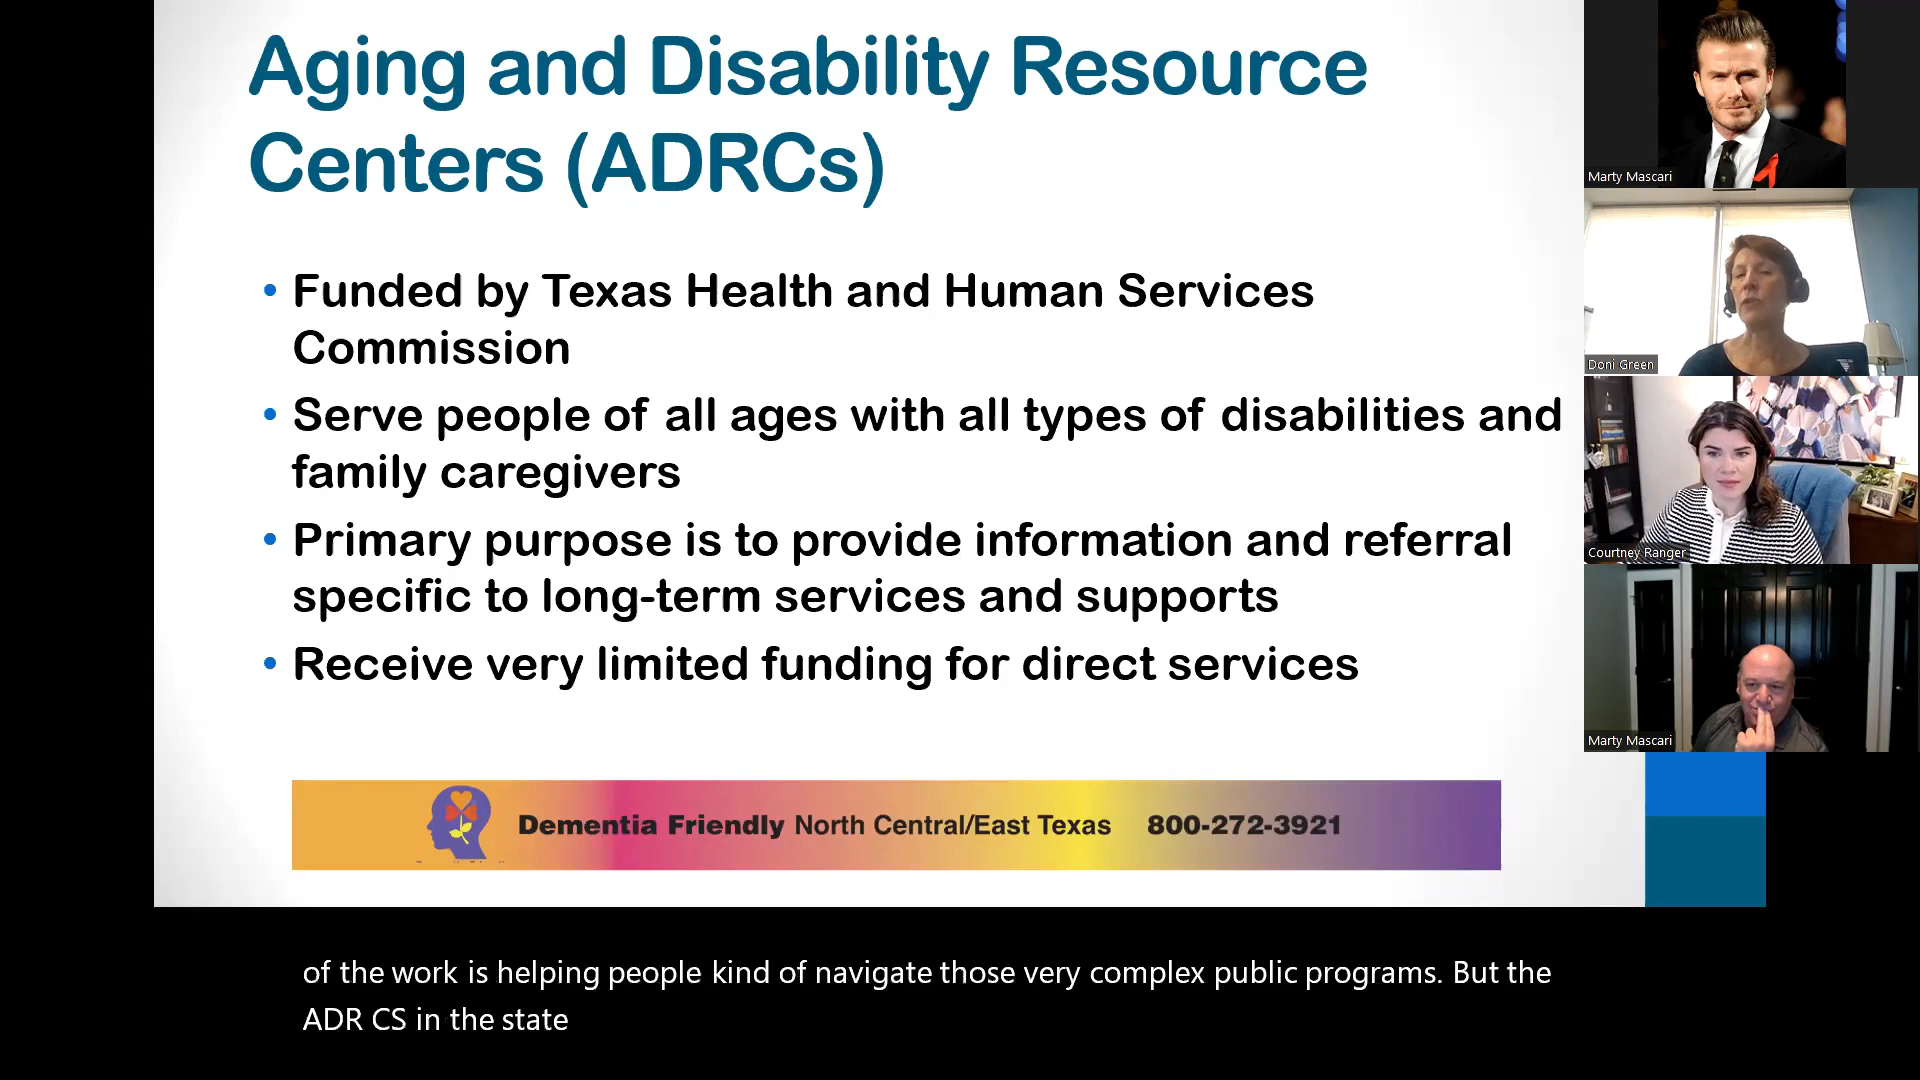 Aging and Disability Resource
Centers (ADRCs)
• Funded by Texas Health and Human Services
Commission
• Serve people of all ages with all types of disabilities and
family caregivers
• Primary purpose is to provide information and referral
specific to long-term services and supports
• Receive very limited funding for direct services
Dementia Friendly North Central/East Texas 800-272-3921
Marty Mascari
Doni Green
Courtney Ranger
Marty Mascari
of the work is helping people kind of navigate those very complex public programs. But the
ADR CS in the state